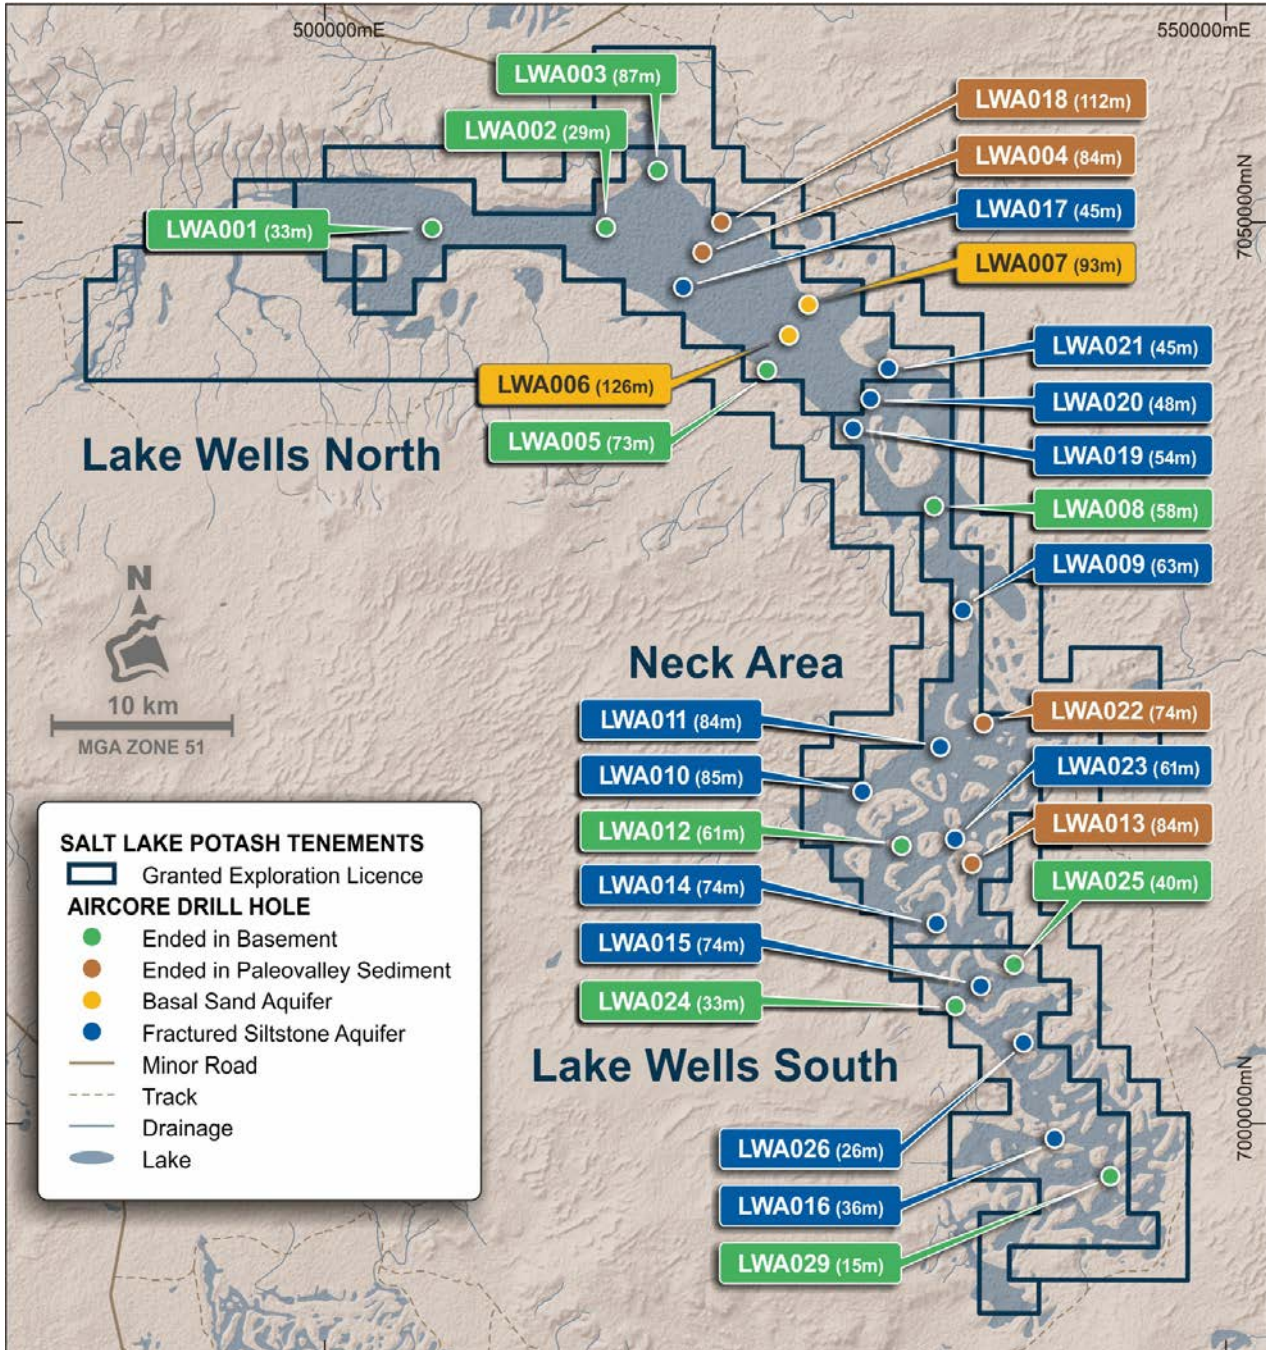 500000mE
550000mE
LWA003 (87m)
LWA018 (112m)
LWA002 (29m)
LWA004 (84m)
LWA017 (45m)
LWA001 (33m)
7050000mN
LWA007 (93m)
LWA021 (45m)
LWA006 (126m)
LWA020 (48m)
LWA005 (73m)
Lake Wells North
LWA019 (54m)
LWA008 (58m)
LWA009 (63m)
N
Neck Area
10 km
MGA ZONE 51
LWA011 (84m)
LWA022 (74m)
LWA010 (85m)
LWA023 (61m)
LWA012 (61m)
LWA013 (84m)
LWA014 (74m)
LWA025 (40m)
LWA015 (74m)
LWA024 (33m)
Lake Wells South
7000000mN
LWA026 (26m)
LWA016 (36m)
LWA029 (15m)
SALT LAKE POTASH TENEMENTS
Granted Exploration Licence
AIRCORE DRILL HOLE
Ended in Basement
Ended in Paleovalley Sediment
Basal Sand Aquifer
Fractured Siltstone Aquifer
Minor Road
Track
Drainage
Lake